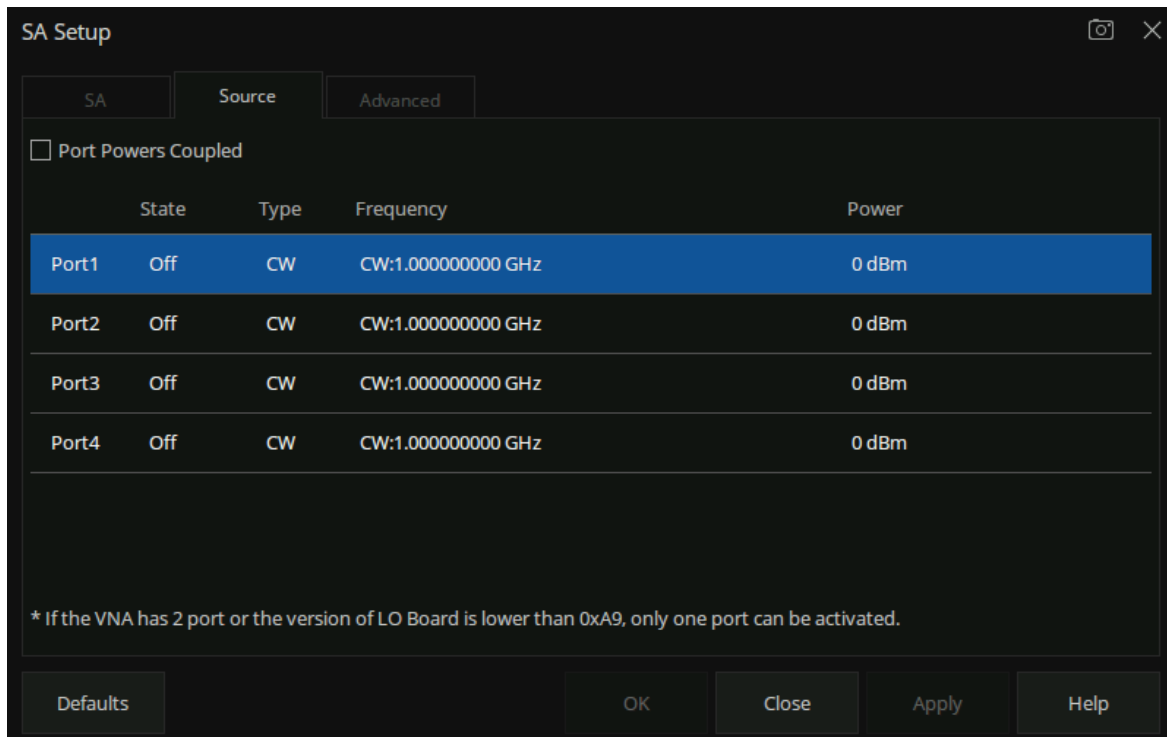 SA Setup
SA Source Advanced
Port Powers Coupled
State Type Frequency Power
Port1 Off CW CW:1.000000000 GHz 0 dBm
Port2 Off CW CW:1.000000000 GHz 0 dBm
Port3 Off CW CW:1.000000000 GHz 0 dBm
Port4 Off CW CW:1.000000000 GHz 0 dBm
* If the VNA has 2 port or the version of LO Board is lower than 0xA9, only one port can be activated.
Defaults OK Close Apply Help